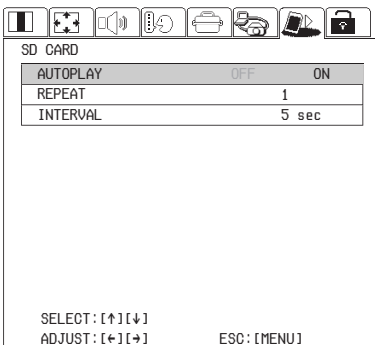 SD CARD
AUTOPLAY OFF ON
REPEAT 1
INTERVAL 5 sec
SELECT:[↑][↓]
ADJUST:[←][→] ESC:[MENU]